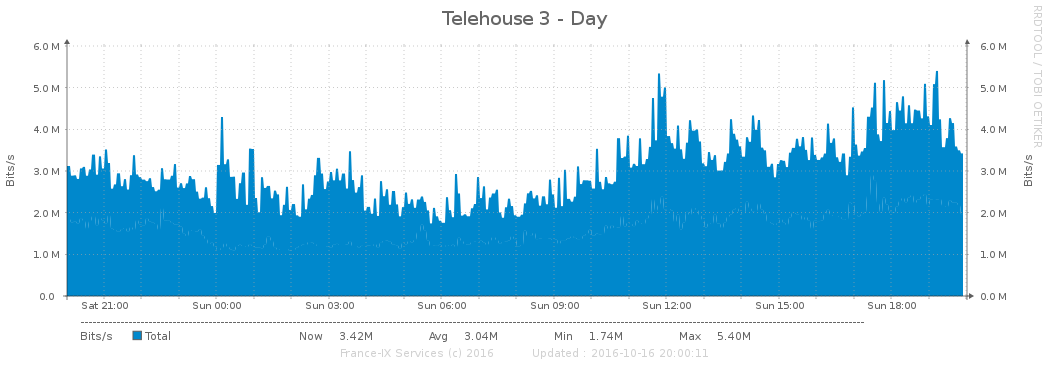 Telehouse 3 - Day
RRDTOOL / TOBI OETIKER
Bits/s
6.0 M 6.0 M
5.0 M 5.0 M
4.0 M 4.0 M
3.0 M 3.0 M
2.0 M 2.0 M
1.0 M 1.0 M
0.0 0.0 M
Bits/s
Sat 21:00 Sun 00:00 Sun 03:00 Sun 06:00 Sun 09:00 Sun 12:00 Sun 15:00 Sun 18:00
Bits/s Total Now 3.42M Avg 3.04M Min 1.74M Max 5.40M
France-IX Services (c) 2016 Updated : 2016-10-16 20:00:11